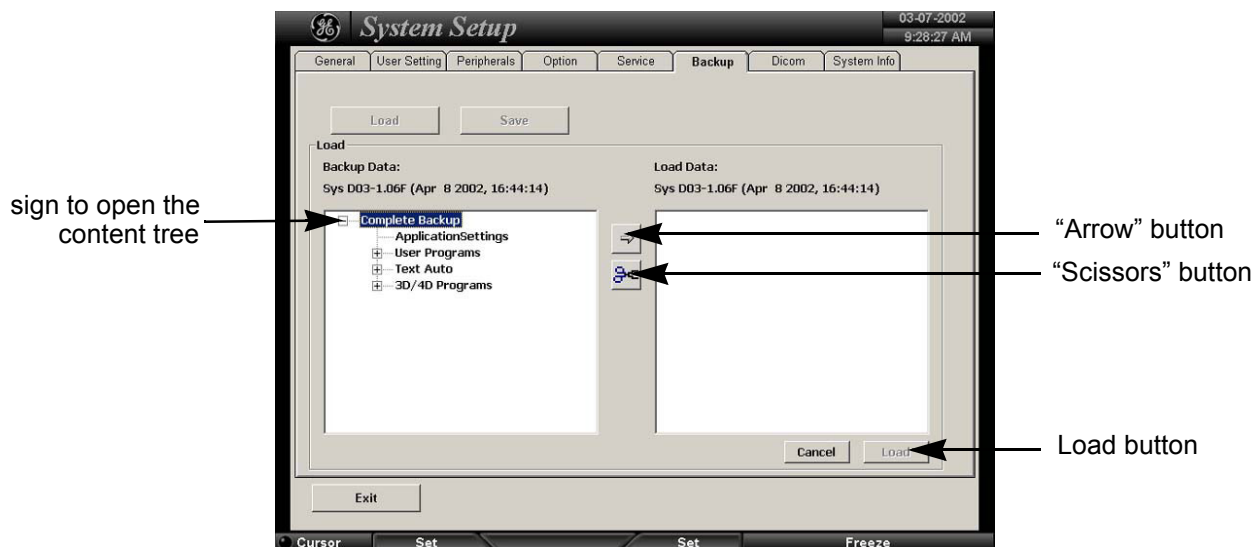 GE System Setup
03-07-2002
9:28:27 AM
General User Setting Peripherals Option Service Backup Dicom System Info
Load Save
Load
Backup Data: Load Data:
Sys D03-1.06F (Apr 8 2002, 16:44:14) Sys D03-1.06F (Apr 8 2002, 16:44:14)
sign to open the
content tree
Complete Backup
ApplicationSettings
User Programs
Text Auto
3D/4D Programs
“Arrow” button
“Scissors” button
Cancel Load
Load button
Exit
Cursor Set Set Freeze